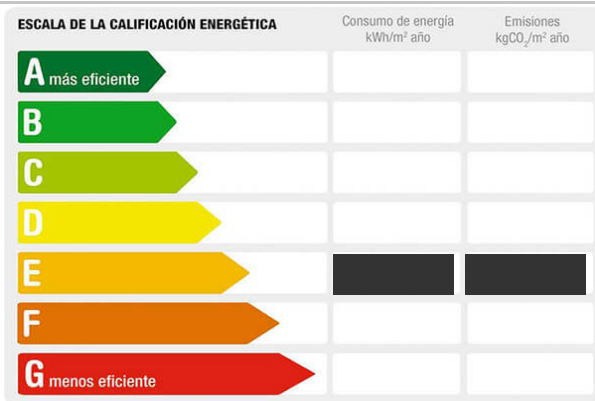 ESCALA DE LA CALIFICACIÓN ENERGÉTICA
Consumo de energía
kWh/m² año
Emisiones
kgCO₂/m² año
A más eficiente
B
C
D
E
F
G menos eficiente